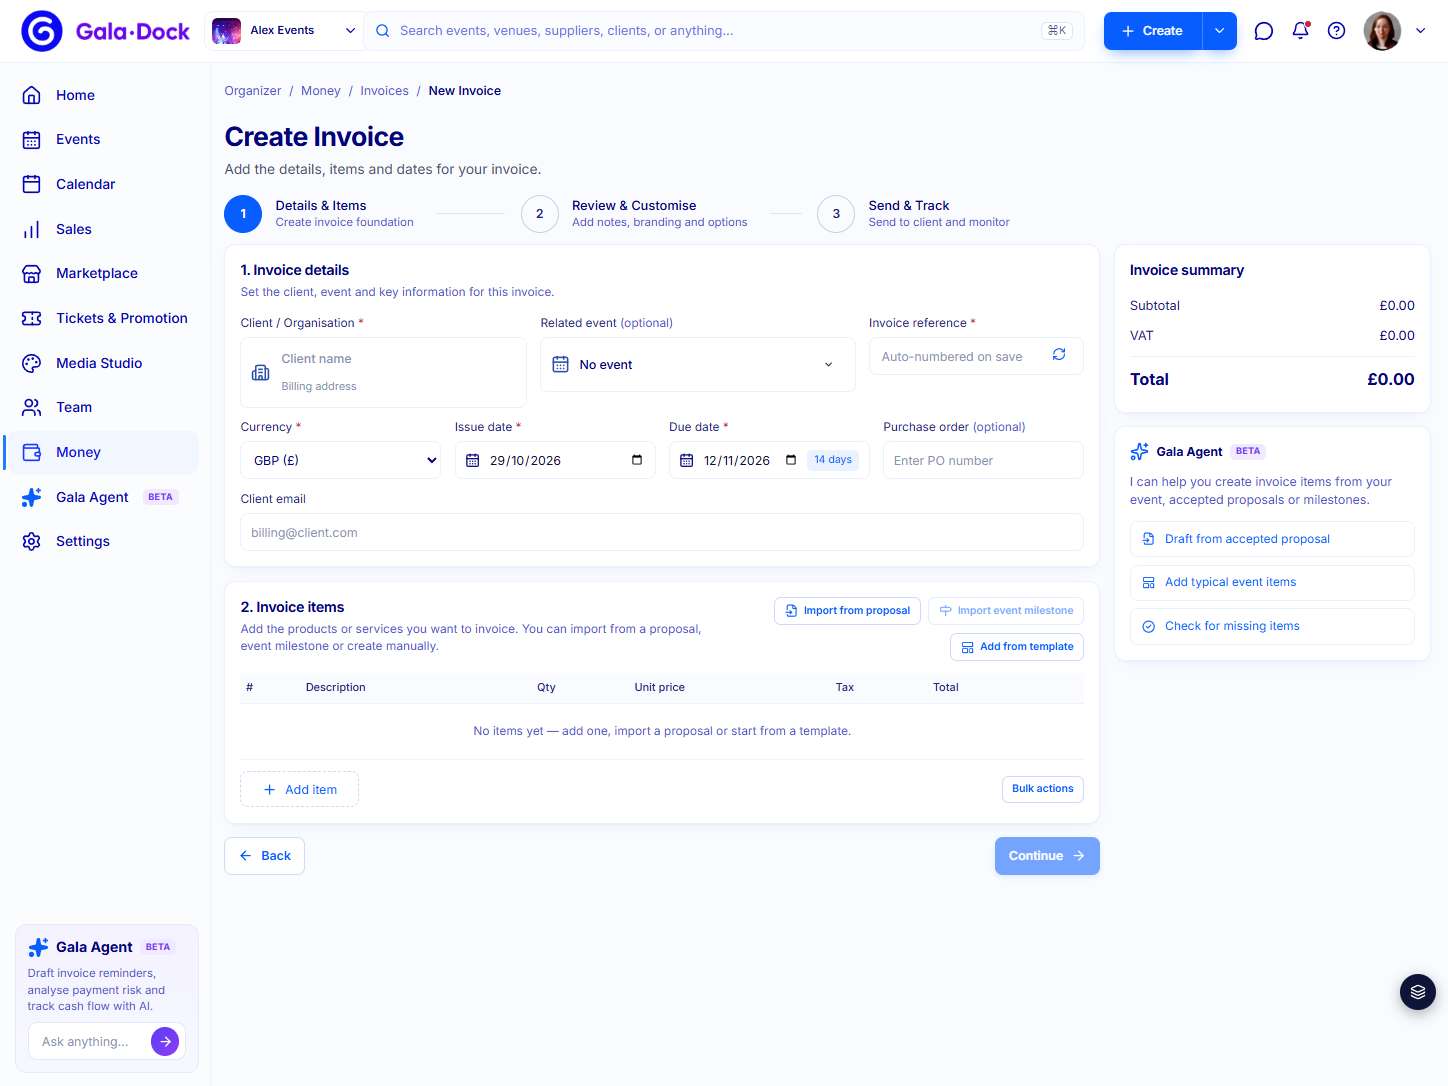 Gala·Dock
Alex Events
Search events, venues, suppliers, clients, or anything...
⌘K
+ Create
Home
Events
Calendar
Sales
Marketplace
Tickets & Promotion
Media Studio
Team
Money
Gala Agent BETA
Settings
Organizer / Money / Invoices / New Invoice
Create Invoice
Add the details, items and dates for your invoice.
1 Details & Items
Create invoice foundation
2 Review & Customise
Add notes, branding and options
3 Send & Track
Send to client and monitor
1. Invoice details
Set the client, event and key information for this invoice.
Client / Organisation *
Client name
Billing address
Related event (optional)
No event
Invoice reference *
Auto-numbered on save
Currency *
GBP (£)
Issue date *
29/10/2026
Due date *
12/11/2026
14 days
Purchase order (optional)
Enter PO number
Client email
billing@client.com
2. Invoice items
Add the products or services you want to invoice. You can import from a proposal,
event milestone or create manually.
Import from proposal
Import event milestone
Add from template
# Description Qty Unit price Tax Total
No items yet — add one, import a proposal or start from a template.
+ Add item
Bulk actions
← Back
Continue →
Invoice summary
Subtotal £0.00
VAT £0.00
Total £0.00
Gala Agent BETA
I can help you create invoice items from your
event, accepted proposals or milestones.
Draft from accepted proposal
Add typical event items
Check for missing items
Gala Agent BETA
Draft invoice reminders,
analyse payment risk and
track cash flow with AI.
Ask anything...